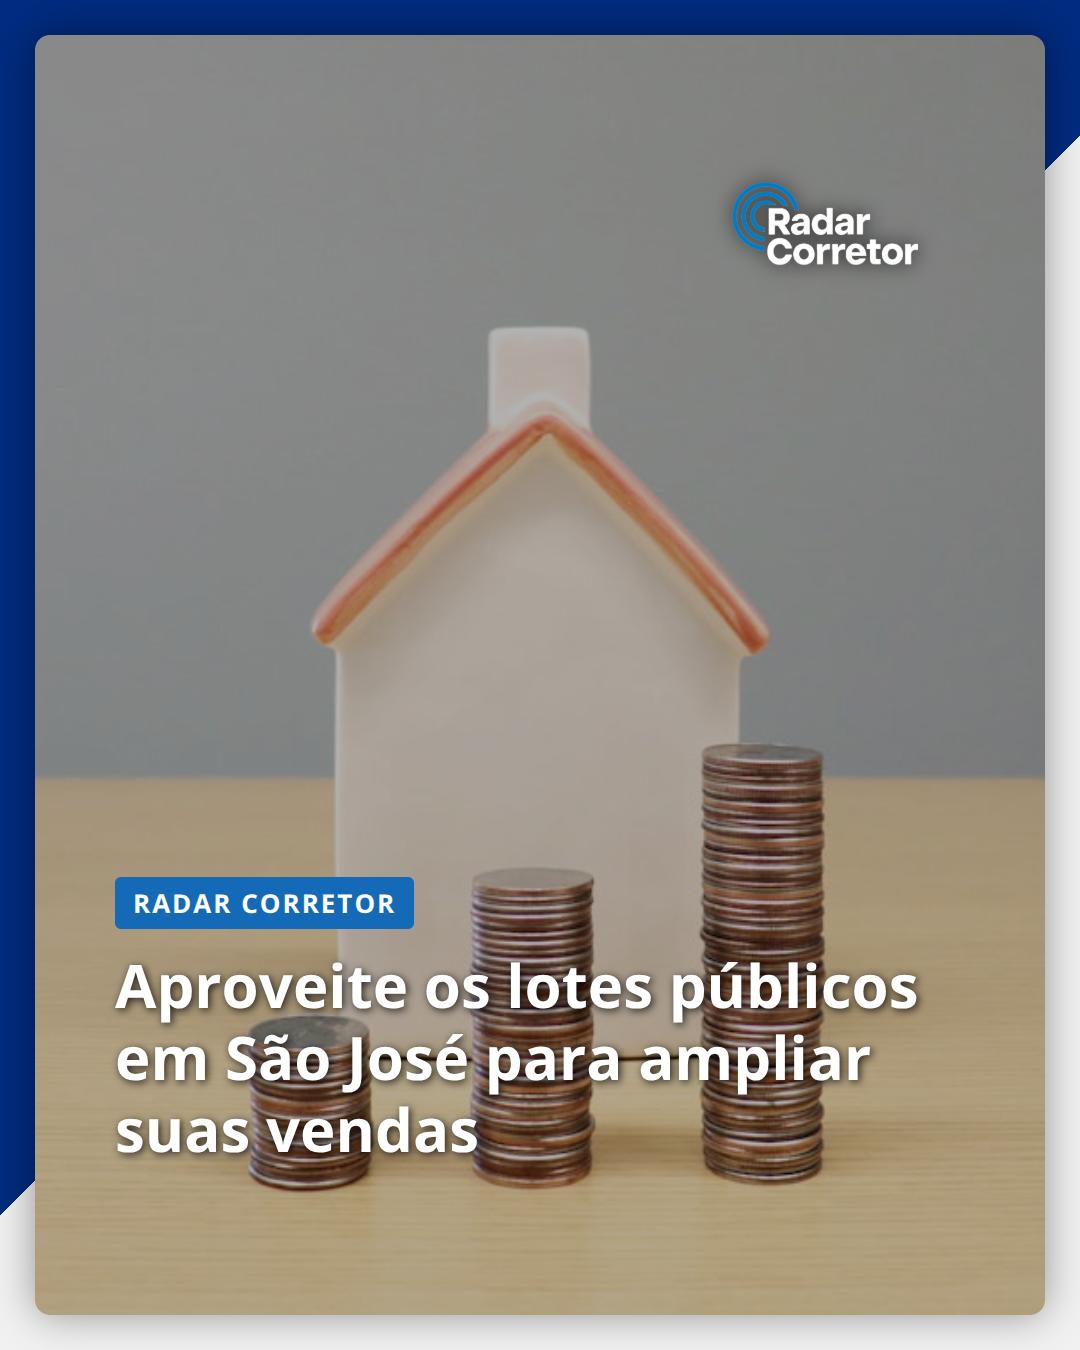 Radar
Corretor
RADAR CORRETOR
Aproveite os lotes públicos
em São José para ampliar
suas vendas